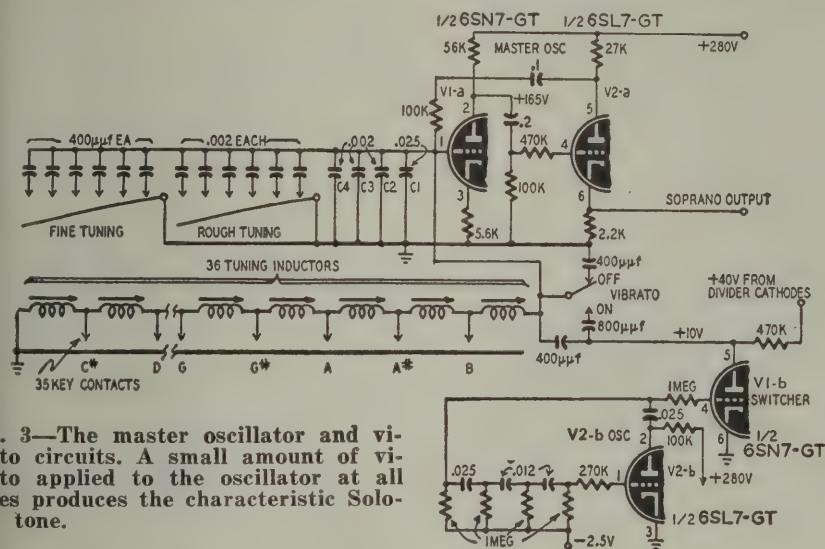 1/2 6SN7-GT
1/2 6SL7-GT
56K
MASTER OSC
27K
+280V
.1
V1-a
V2-a
100K
2
+165V
5
.2
470K
400µµf EA
.002 EACH
.002
.025
1
4
C4
C3
C2
C1
3
100K
6
SOPRANO OUTPUT
5.6K
2.2K
FINE TUNING
ROUGH TUNING
400µµf
OFF
VIBRATO
ON
800µµf
+40V FROM
DIVIDER CATHODES
36 TUNING INDUCTORS
400µµf
+10V
470K
C#
D
G
G#
A
A#
B
35 KEY CONTACTS
5
1MEG
4
V1-b
SWITCHER
6
1/2
6SN7-GT
.025
V2-b OSC
2
100K
+280V
.025
.012
270K
1
V2-b
3
1/2 6SL7-GT
1MEG
-2.5V
. 3—The master oscillator and vi-
to circuits. A small amount of vi-
to applied to the oscillator at all
es produces the characteristic Solo-
tone.